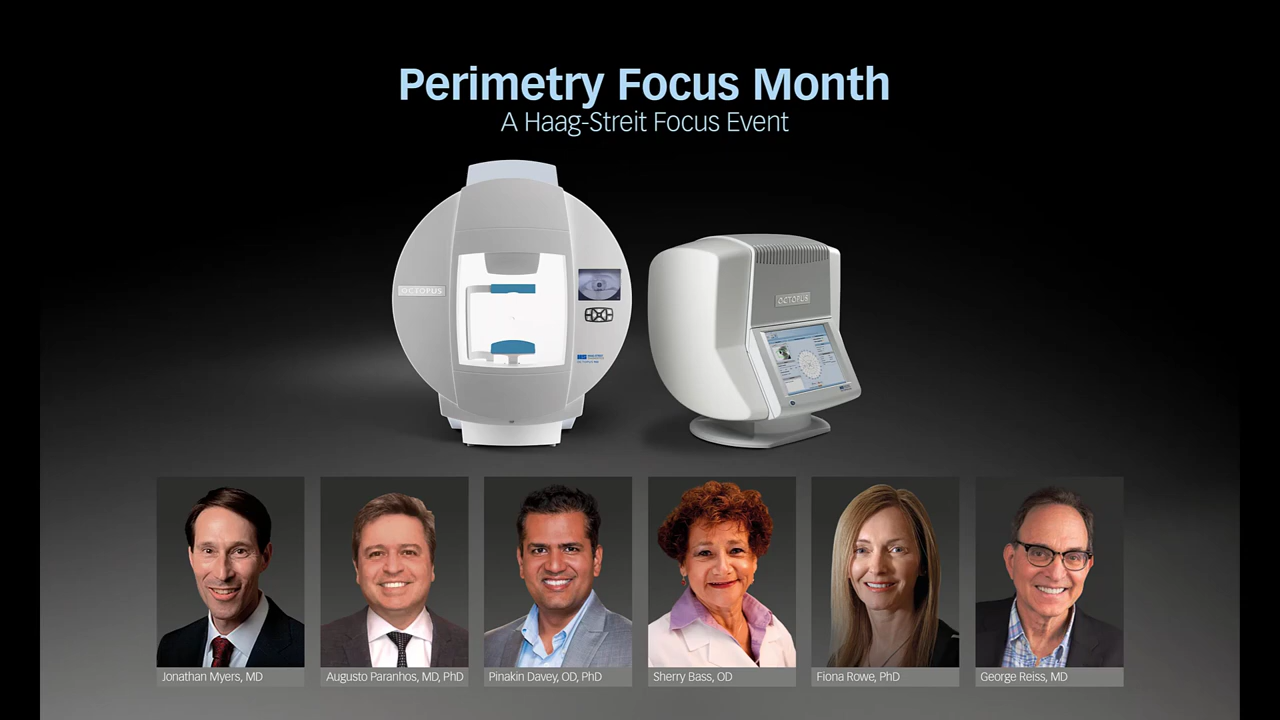 Perimetry Focus Month
A Haag-Streit Focus Event
OCTOPUS
OCTOPUS
Jonathan Myers, MD
Augusto Paranhos, MD, PhD
Pinakin Davey, OD, PhD
Sherry Bass, OD
Fiona Rowe, PhD
George Reiss, MD